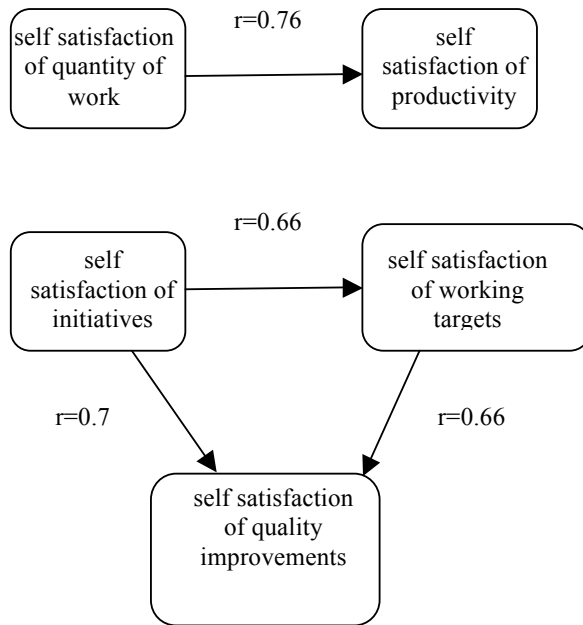 r=0.76
self satisfaction
of quantity of
work
self
satisfaction of
productivity
r=0.66
self
satisfaction of
initiatives
self satisfaction
of working
targets
r=0.7
r=0.66
self satisfaction
of quality
improvements